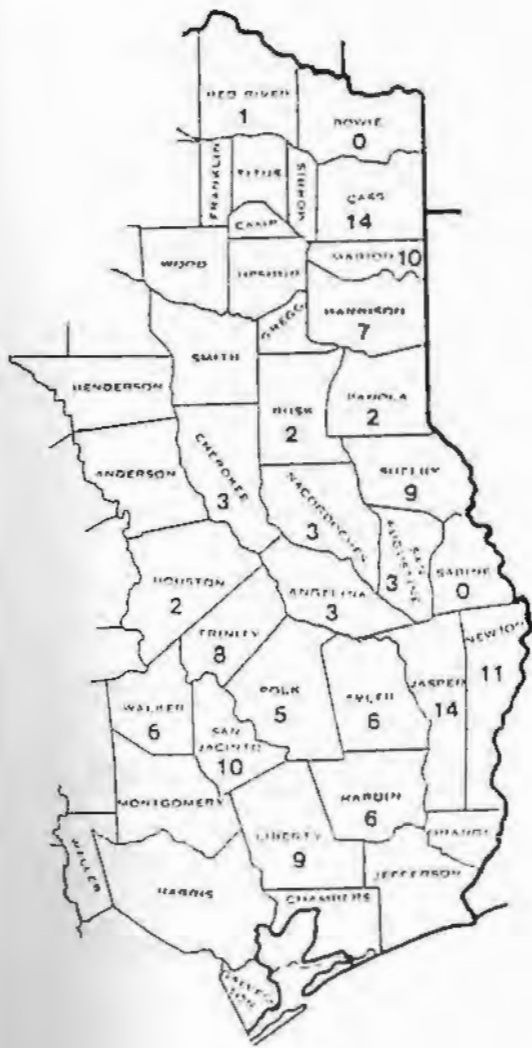 RED RIVER
1
BOWIE
0
FRANKLIN
TITUS
MORRIS
CASS
14
CAMP
WOOD
UPSHUR
MARION 10
GREGG
HARRISON
7
SMITH
HENDERSON
RUSK
2
PANOLA
2
ANDERSON
CHEROKEE
3
NACOGDOCHES
3
SHELBY
9
SAN
AUGUSTINE
3
SABINE
0
HOUSTON
2
ANGELINA
3
TRINITY
8
NEWTON
11
JASPER
14
POLK
5
TYLER
6
WALKER
6
SAN
JACINTO
10
MONTGOMERY
HARDIN
6
LIBERTY
9
ORANGE
WALLER
HARRIS
JEFFERSON
CHAMBERS